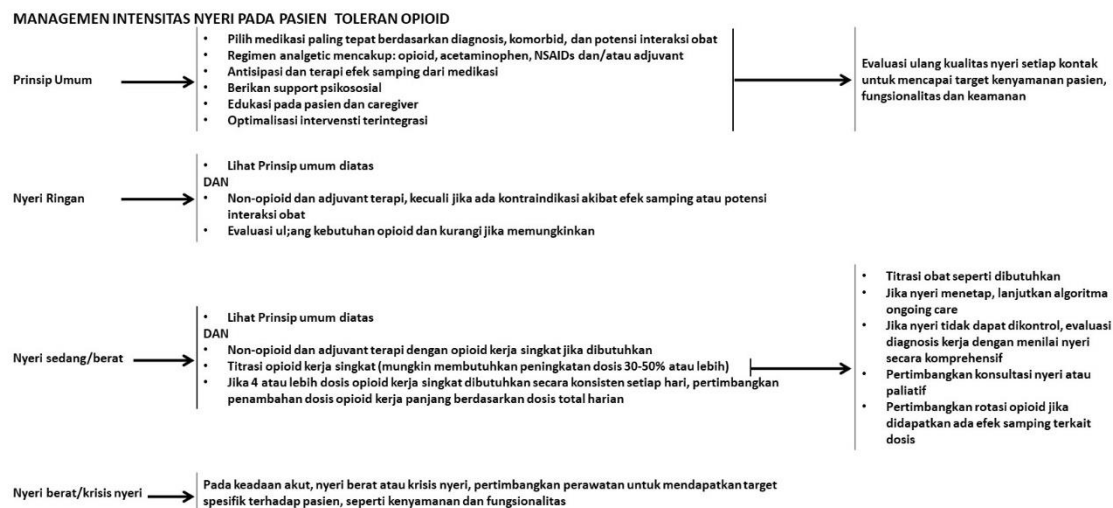 MANAGEMEN INTENSITAS NYERI PADA PASIEN TOLERAN OPIOID
Prinsip Umum
• Pilih medikasi paling tepat berdasarkan diagnosis, komorbid, dan potensi interaksi obat
• Regimen analgetic mencakup: opioid, acetaminophen, NSAIDs dan/atau adjuvant
• Antisipasi dan terapi efek samping dari medikasi
• Berikan support psikososial
• Edukasi pada pasien dan caregiver
• Optimalisasi intervensti terintegrasi
Evaluasi ulang kualitas nyeri setiap kontak
untuk mencapai target kenyamanan pasien,
fungsionalitas dan keamanan
Nyeri Ringan
• Lihat Prinsip umum diatas
DAN
• Non-opioid dan adjuvant terapi, kecuali jika ada kontraindikasi akibat efek samping atau potensi
interaksi obat
• Evaluasi ul;ang kebutuhan opioid dan kurangi jika memungkinkan
Nyeri sedang/berat
• Lihat Prinsip umum diatas
DAN
• Non-opioid dan adjuvant terapi dengan opioid kerja singkat jika dibutuhkan
• Titrasi opioid kerja singkat (mungkin membutuhkan peningkatan dosis 30-50% atau lebih)
• Jika 4 atau lebih dosis opioid kerja singkat dibutuhkan secara konsisten setiap hari, pertimbangkan
penambahan dosis opioid kerja panjang berdasarkan dosis total harian
• Titrasi obat seperti dibutuhkan
• Jika nyeri menetap, lanjutkan algoritma
ongoing care
• Jika nyeri tidak dapat dikontrol, evaluasi
diagnosis kerja dengan menilai nyeri
secara komprehensif
• Pertimbangkan konsultasi nyeri atau
paliatif
• Pertimbangkan rotasi opioid jika
didapatkan ada efek samping terkait
dosis
Nyeri berat/krisis nyeri
Pada keadaan akut, nyeri berat atau krisis nyeri, pertimbangkan perawatan untuk mendapatkan target
spesifik terhadap pasien, seperti kenyamanan dan fungsionalitas